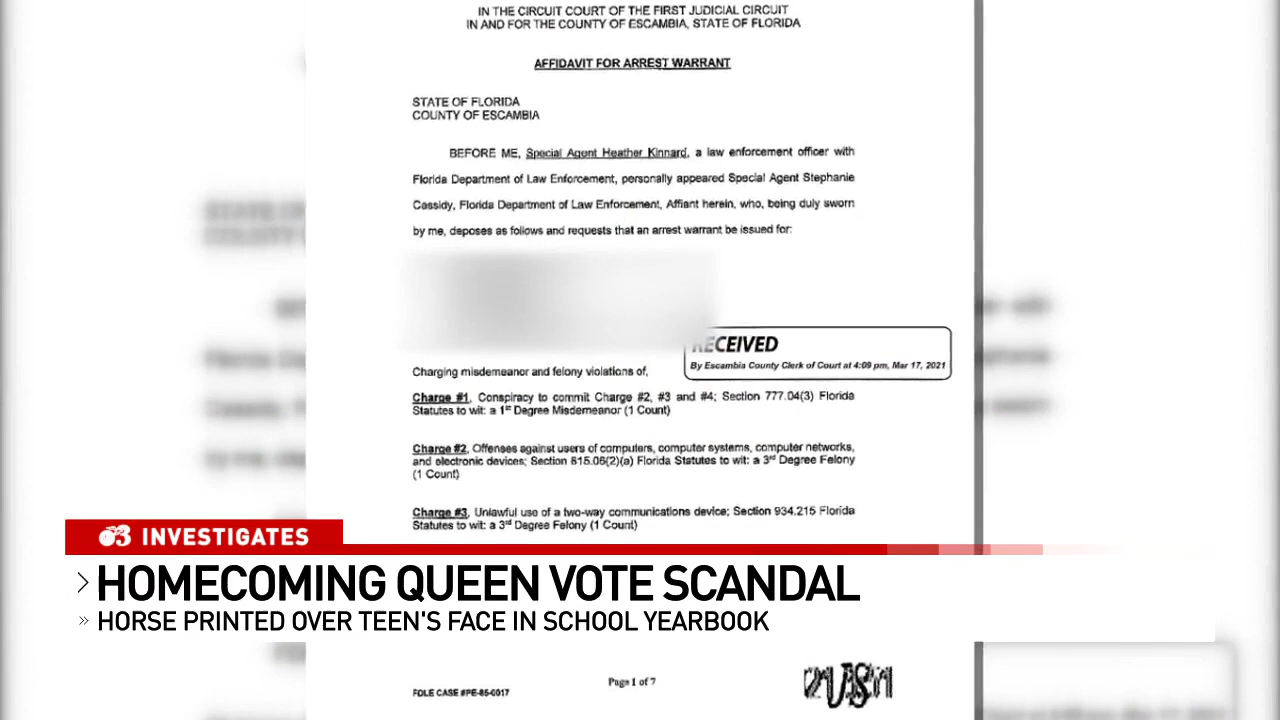 IN THE CIRCUIT COURT OF THE FIRST JUDICIAL CIRCUIT
IN AND FOR THE COUNTY OF ESCAMBIA, STATE OF FLORIDA
AFFIDAVIT FOR ARREST WARRANT
STATE OF FLORIDA
COUNTY OF ESCAMBIA
BEFORE ME, Special Agent Heather Kinnard, a law enforcement officer with
Florida Department of Law Enforcement, personally appeared Special Agent Stephanie
Cassidy, Florida Department of Law Enforcement, Affiant herein, who, being duly sworn
by me, deposes as follows and requests that an arrest warrant be issued for:
RECEIVED
By Escambia County Clerk of Court at 4:09 pm, Mar 17, 2021
Charging misdemeanor and felony violations of,
Charge #1, Conspiracy to commit Charge #2, #3 and #4; Section 777.04(3) Florida
Statutes to wit: a 1st Degree Misdemeanor (1 Count)
Charge #2, Offenses against users of computers, computer systems, computer networks,
and electronic devices; Section 815.06(2)(a) Florida Statutes to wit: a 3rd Degree Felony
(1 Count)
Charge #3, Unlawful use of a two-way communications device; Section 934.215 Florida
Statutes to wit: a 3rd Degree Felony (1 Count)
3 INVESTIGATES
HOMECOMING QUEEN VOTE SCANDAL
HORSE PRINTED OVER TEEN'S FACE IN SCHOOL YEARBOOK
Page 1 of 7
FDLE CASE #PE-85-0017